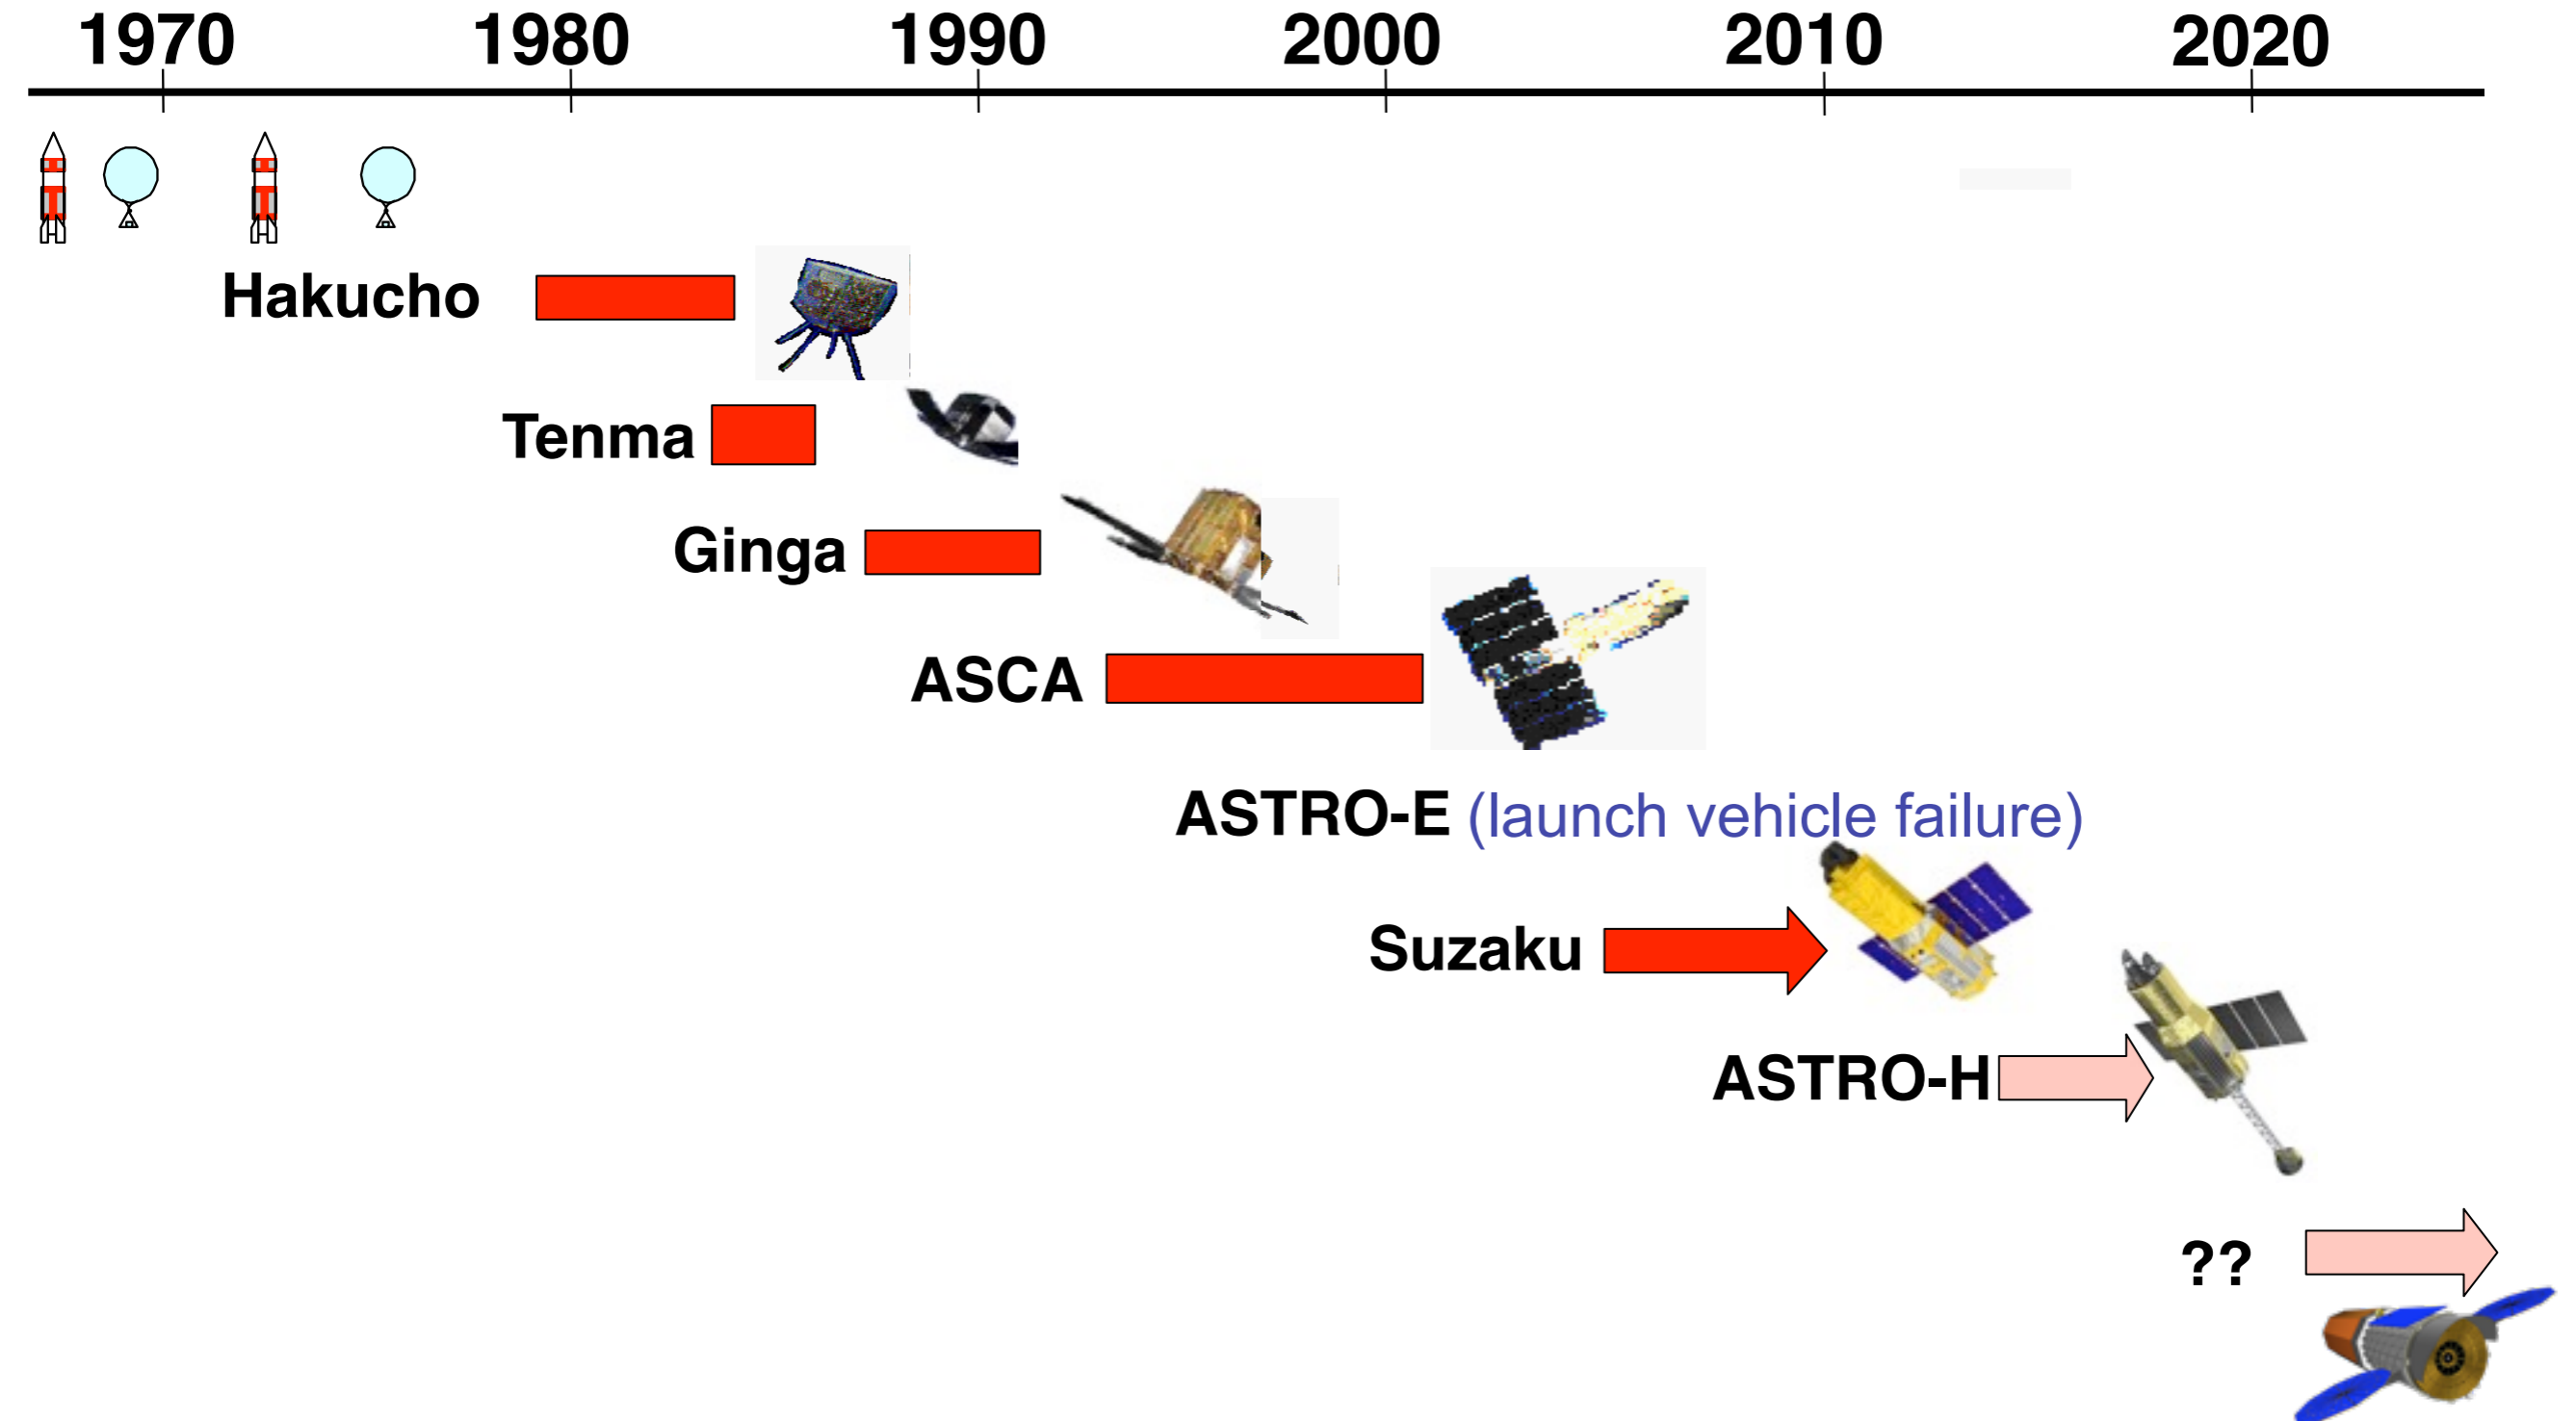 1970 1980 1990 2000 2010 2020
Hakucho
Tenma
Ginga
ASCA
ASTRO-E (launch vehicle failure)
Suzaku
ASTRO-H
??